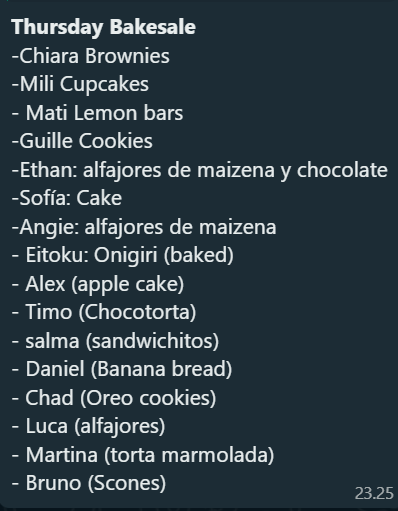 Thursday Bakesale
-Chiara Brownies
-Mili Cupcakes
- Mati Lemon bars
-Guille Cookies
-Ethan: alfajores de maizena y chocolate
-Sofía: Cake
-Angie: alfajores de maizena
- Eitoku: Onigiri (baked)
- Alex (apple cake)
- Timo (Chocotorta)
- salma (sandwichitos)
- Daniel (Banana bread)
- Chad (Oreo cookies)
- Luca (alfajores)
- Martina (torta marmolada)
- Bruno (Scones)
23.25